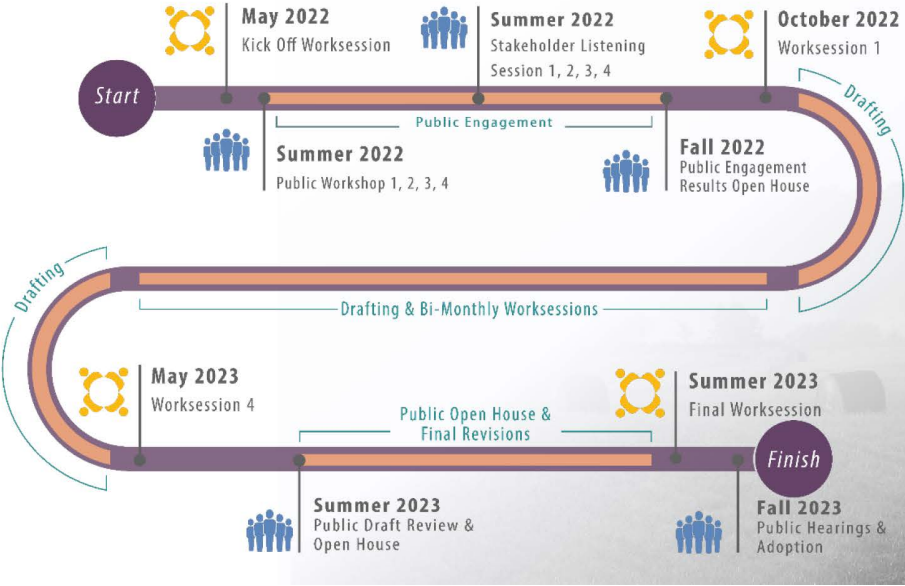 May 2022
Kick Off Worksession
Summer 2022
Stakeholder Listening
Session 1, 2, 3, 4
October 2022
Worksession 1
Start
Public Engagement
Drafting
Summer 2022
Public Workshop 1, 2, 3, 4
Fall 2022
Public Engagement
Results Open House
Drafting
Drafting & Bi-Monthly Worksessions
May 2023
Worksession 4
Public Open House &
Final Revisions
Summer 2023
Final Worksession
Finish
Summer 2023
Public Draft Review &
Open House
Fall 2023
Public Hearings &
Adoption